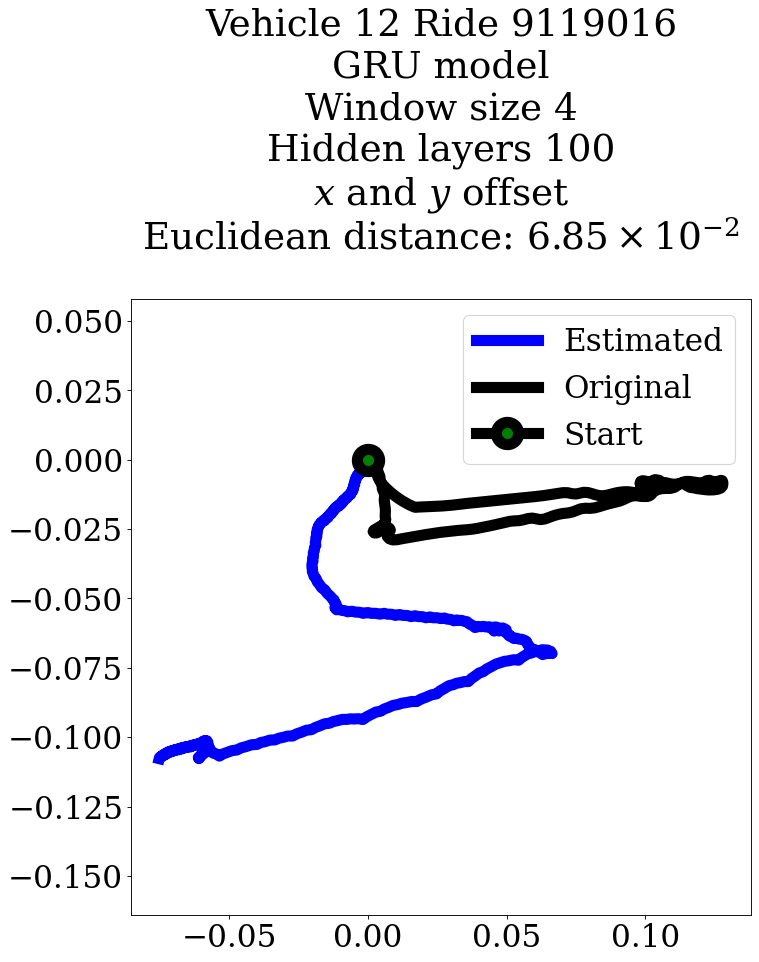 Vehicle 12 Ride 9119016
GRU model
Window size 4
Hidden layers 100
x and y offset
Euclidean distance: 6.85 × 10⁻²
Estimated
Original
Start
0.050
0.025
0.000
−0.025
−0.050
−0.075
−0.100
−0.125
−0.150
−0.05 0.00 0.05 0.10